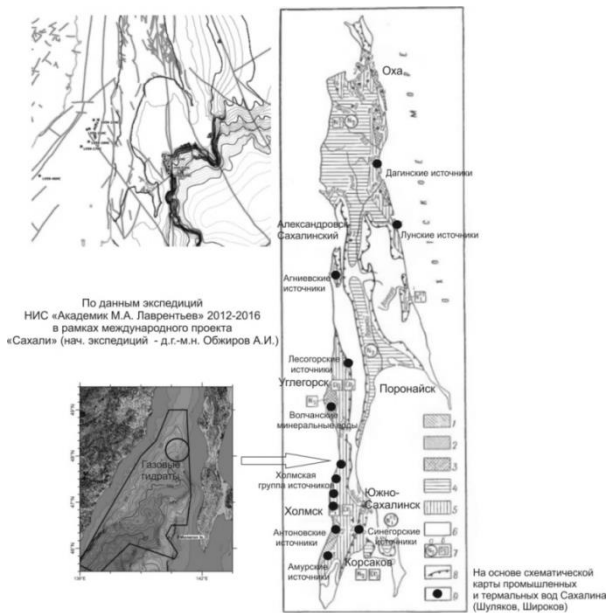 По данным экспедиций
НИС «Академик М.А. Лаврентьев» 2012-2016
в рамках международного проекта
«Сахали» (нач. экспедиций - д.г.-м.н. Обжиров А.И.)
Газовые
гидраты
Оха
Дагинские источники
Александровск-
Сахалинский
Лунские источники
Агниевские
источники
Лесогорские
источники
Углегорск
Поронайск
Волчанские
минеральные воды
Холмская
группа источников
Южно-
Сахалинск
Холмск
Антоновские
источники
Синегорские
источники
Амурские
источники
Корсаков
1
2
3
4
5
6
7
8
9
На основе схематической
карты промышленных
и термальных вод Сахалина
(Шуляков, Широков)